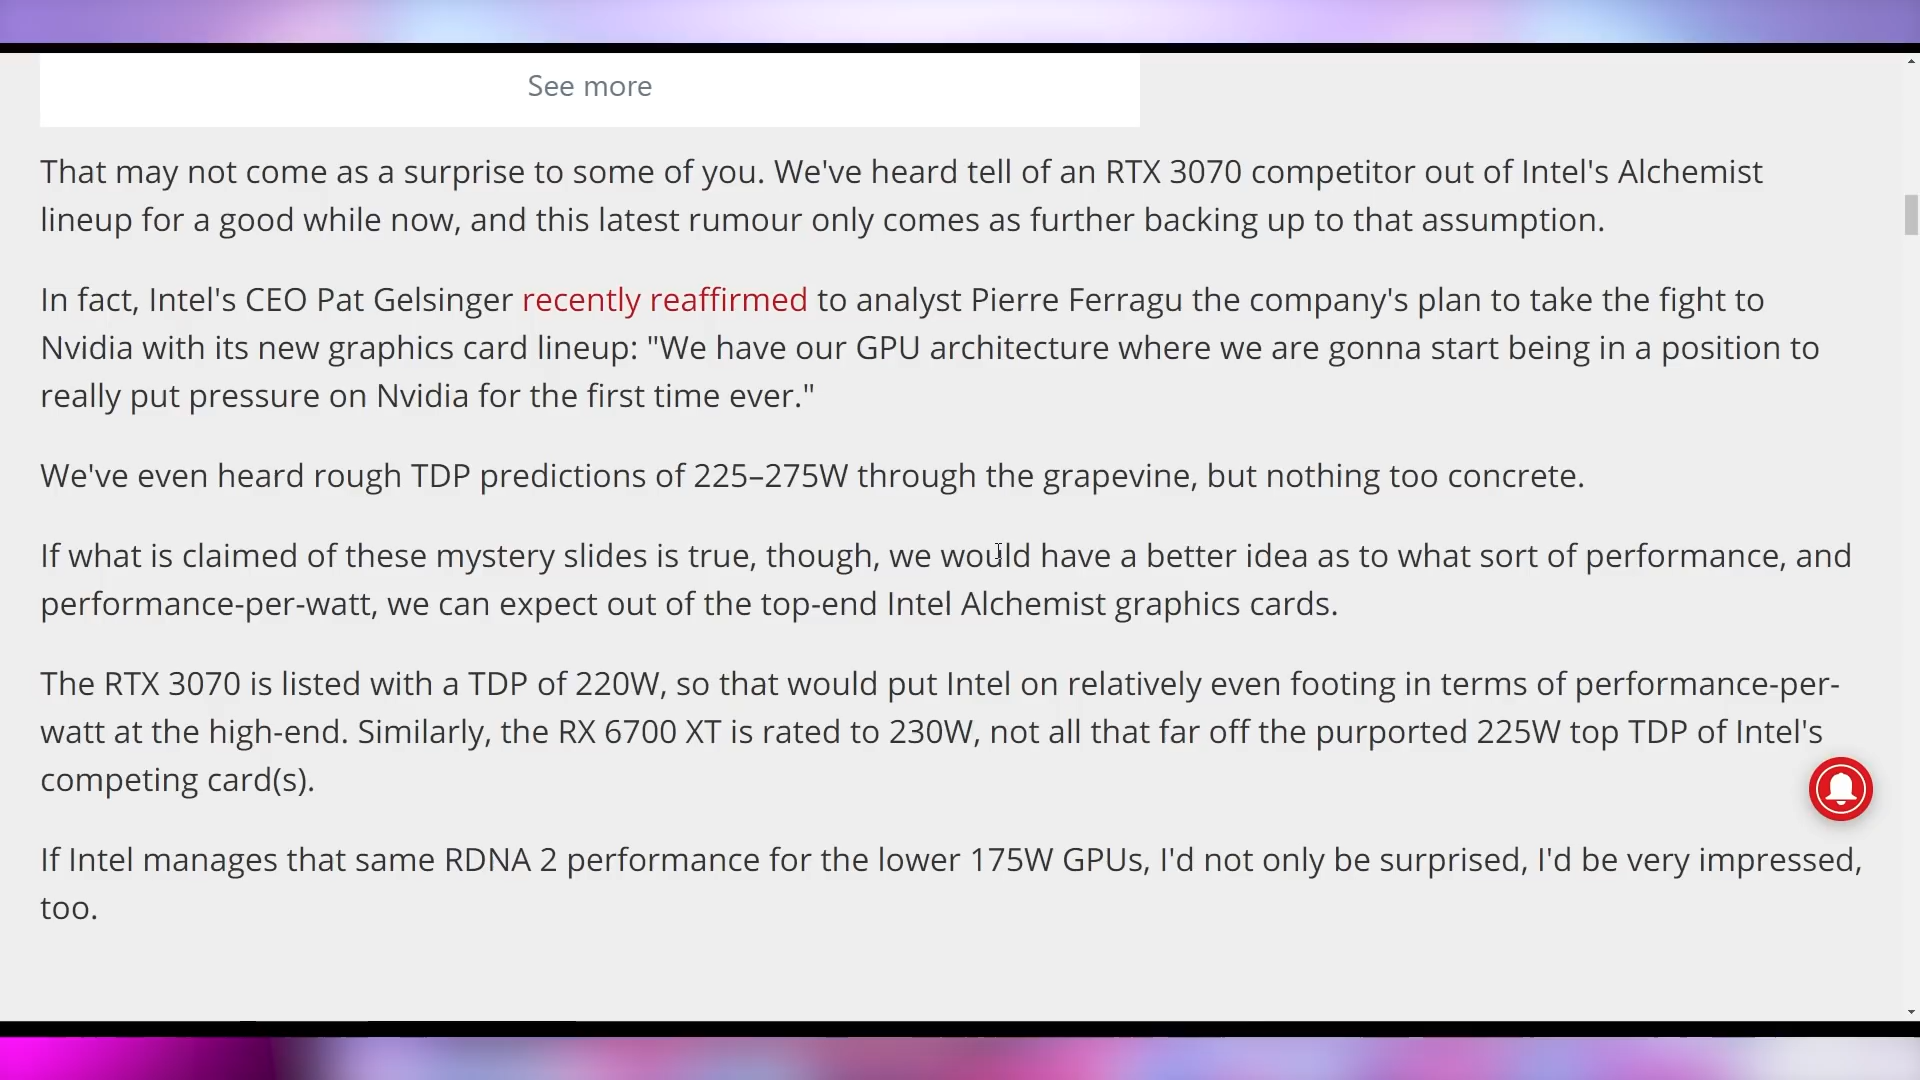 See more
That may not come as a surprise to some of you. We've heard tell of an RTX 3070 competitor out of Intel's Alchemist
lineup for a good while now, and this latest rumour only comes as further backing up to that assumption.
In fact, Intel's CEO Pat Gelsinger recently reaffirmed to analyst Pierre Ferragu the company's plan to take the fight to
Nvidia with its new graphics card lineup: "We have our GPU architecture where we are gonna start being in a position to
really put pressure on Nvidia for the first time ever."
We've even heard rough TDP predictions of 225–275W through the grapevine, but nothing too concrete.
If what is claimed of these mystery slides is true, though, we would have a better idea as to what sort of performance, and
performance-per-watt, we can expect out of the top-end Intel Alchemist graphics cards.
The RTX 3070 is listed with a TDP of 220W, so that would put Intel on relatively even footing in terms of performance-per-
watt at the high-end. Similarly, the RX 6700 XT is rated to 230W, not all that far off the purported 225W top TDP of Intel's
competing card(s).
If Intel manages that same RDNA 2 performance for the lower 175W GPUs, I'd not only be surprised, I'd be very impressed,
too.